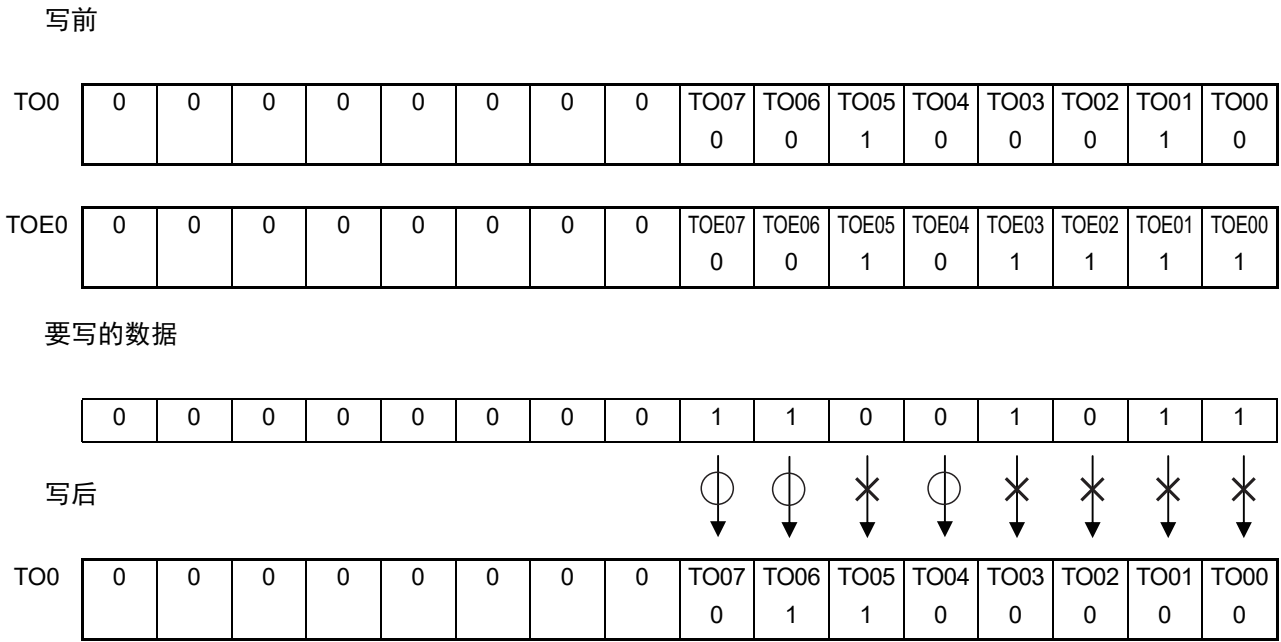 写前
TO0 0 0 0 0 0 0 0 0 TO07 TO06 TO05 TO04 TO03 TO02 TO01 TO00
0 0 1 0 0 0 1 0
TOE0 0 0 0 0 0 0 0 0 TOE07 TOE06 TOE05 TOE04 TOE03 TOE02 TOE01 TOE00
0 0 1 0 1 1 1 1
要写的数据
0 0 0 0 0 0 0 0 1 1 0 0 1 0 1 1
写后
TO0 0 0 0 0 0 0 0 0 TO07 TO06 TO05 TO04 TO03 TO02 TO01 TO00
0 1 1 0 0 0 0 0